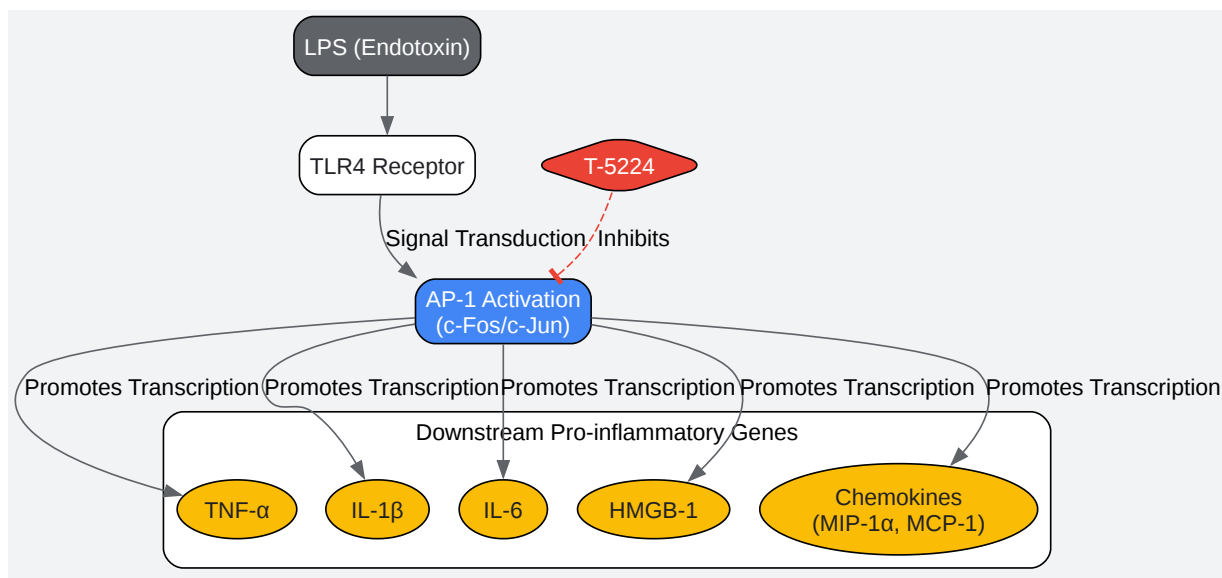 LPS (Endotoxin)
TLR4 Receptor
T-5224
Signal Transduction
Inhibits
AP-1 Activation
(c-Fos/c-Jun)
Promotes Transcription
Promotes Transcription
Promotes Transcription
Promotes Transcription
Promotes Transcription
Downstream Pro-inflammatory Genes
TNF-α
IL-1β
IL-6
HMGB-1
Chemokines
(MIP-1α, MCP-1)